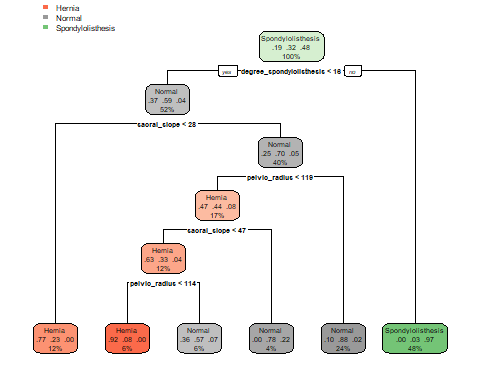 Hernia
Normal
Spondylolisthesis
Spondylolisthesis
.19 .32 .48
100%
yes degree_spondylolisthesis < 16 no
Normal
.37 .59 .04
52%
sacral_slope < 28
Normal
.25 .70 .05
40%
pelvic_radius < 119
Hernia
.47 .44 .08
17%
sacral_slope < 47
Hernia
.63 .33 .04
12%
pelvic_radius < 114
Hernia
.77 .23 .00
12%
Hernia
.92 .08 .00
6%
Normal
.36 .57 .07
6%
Normal
.00 .78 .22
4%
Normal
.10 .88 .02
24%
Spondylolisthesis
.00 .03 .97
48%